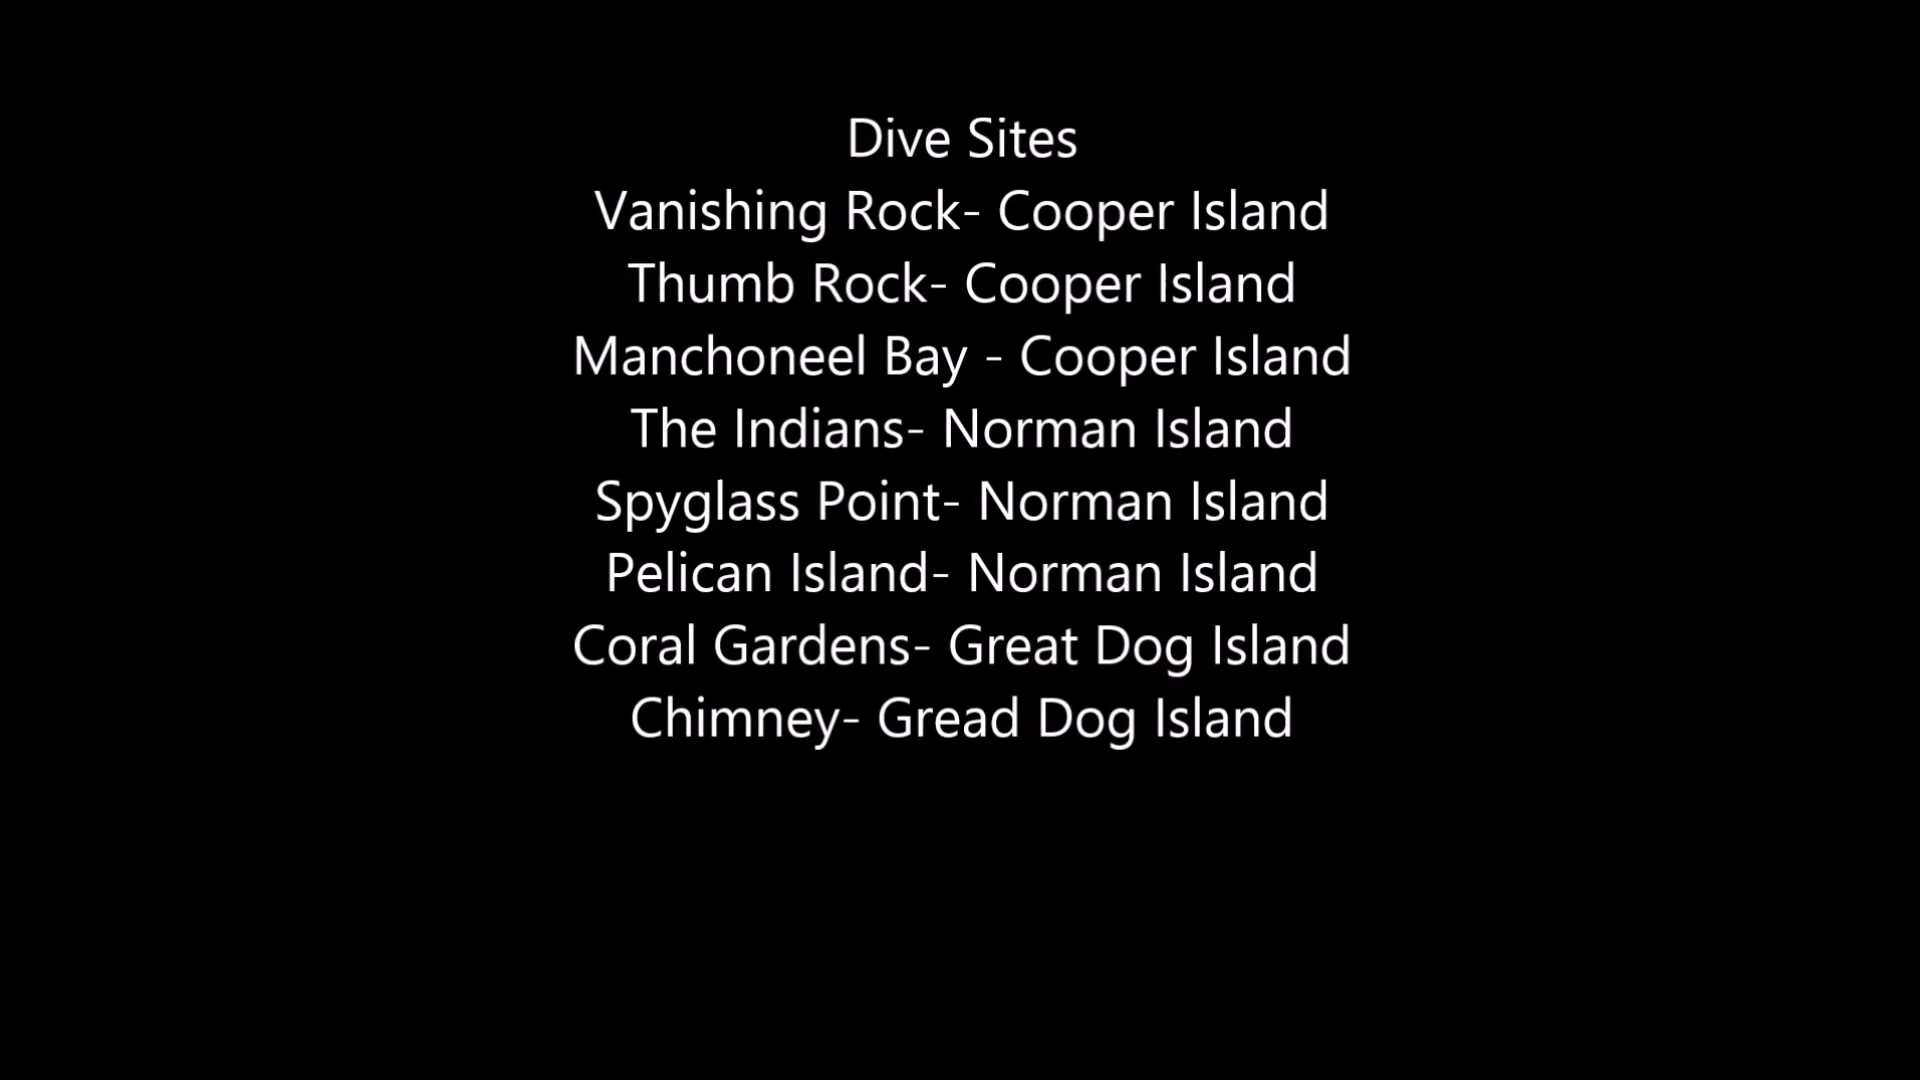 Dive Sites
Vanishing Rock- Cooper Island
Thumb Rock- Cooper Island
Manchoneel Bay - Cooper Island
The Indians- Norman Island
Spyglass Point- Norman Island
Pelican Island- Norman Island
Coral Gardens- Great Dog Island
Chimney- Gread Dog Island